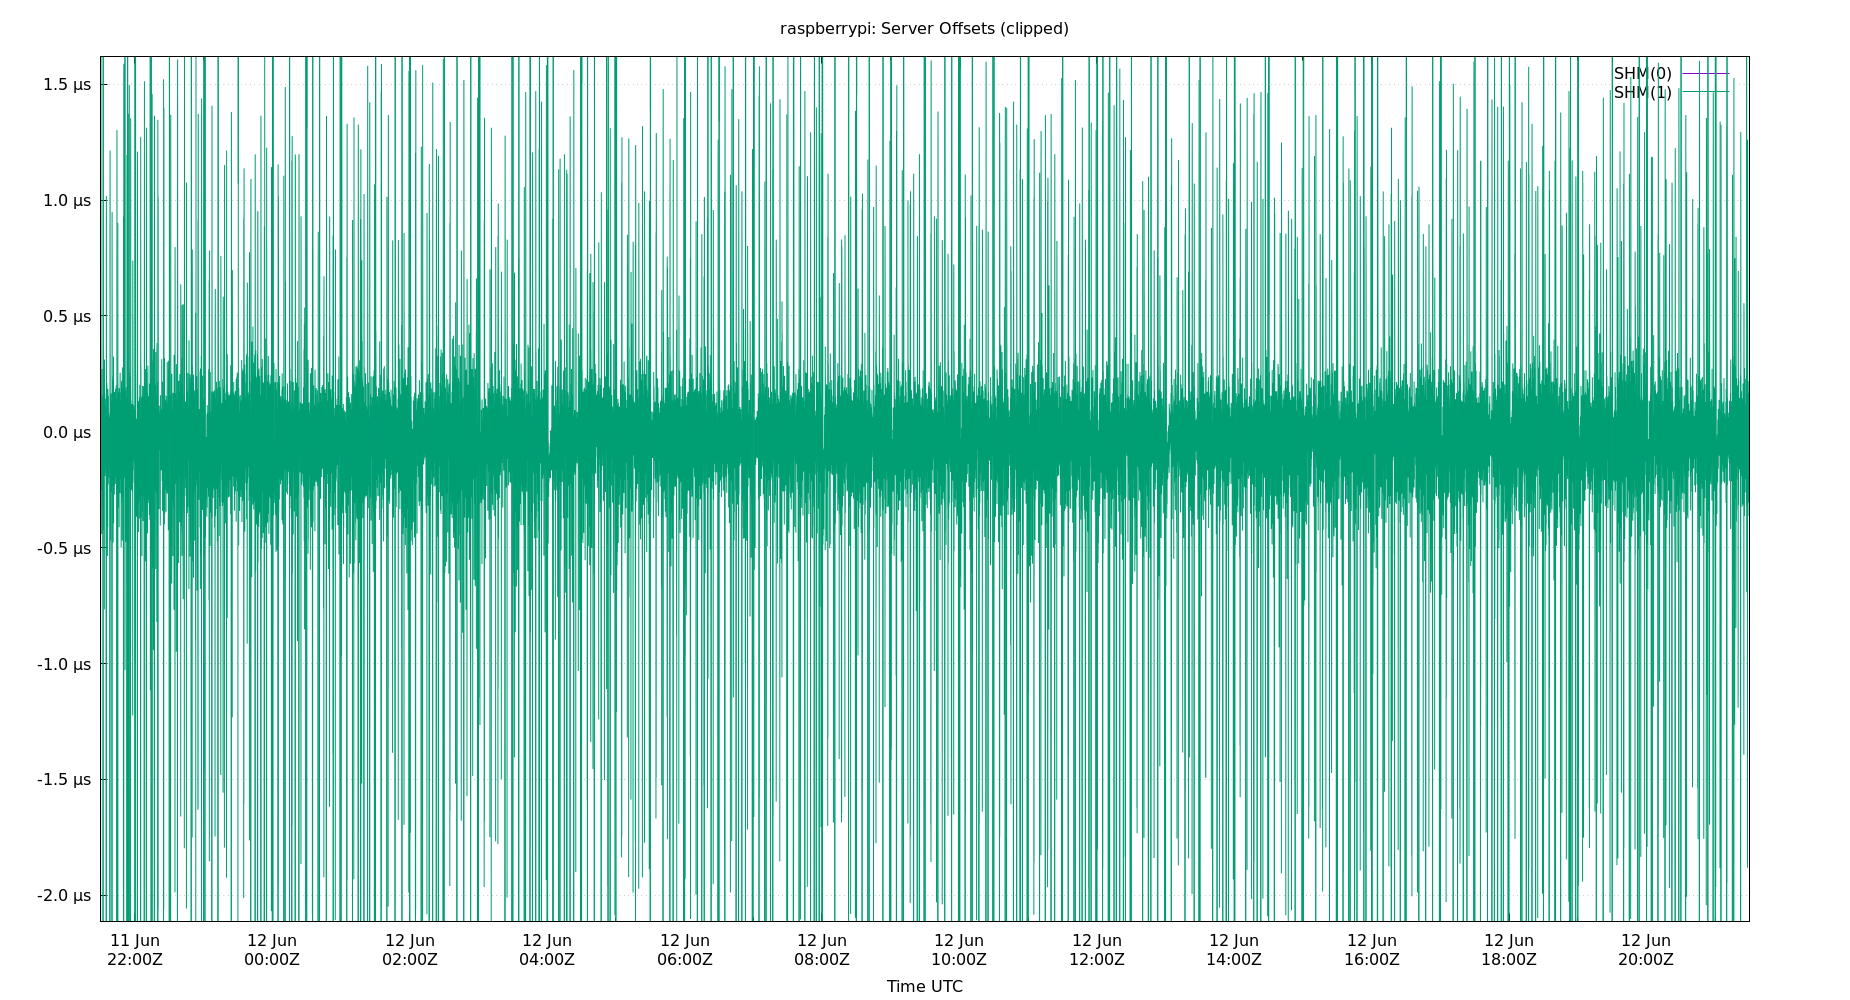 raspberrypi: Server Offsets (clipped)
SHM(0)
SHM(1)
1.5 µs
1.0 µs
0.5 µs
0.0 µs
-0.5 µs
-1.0 µs
-1.5 µs
-2.0 µs
11 Jun 12 Jun 12 Jun 12 Jun 12 Jun 12 Jun 12 Jun 12 Jun 12 Jun 12 Jun 12 Jun 12 Jun
22:00Z 00:00Z 02:00Z 04:00Z 06:00Z 08:00Z 10:00Z 12:00Z 14:00Z 16:00Z 18:00Z 20:00Z
Time UTC